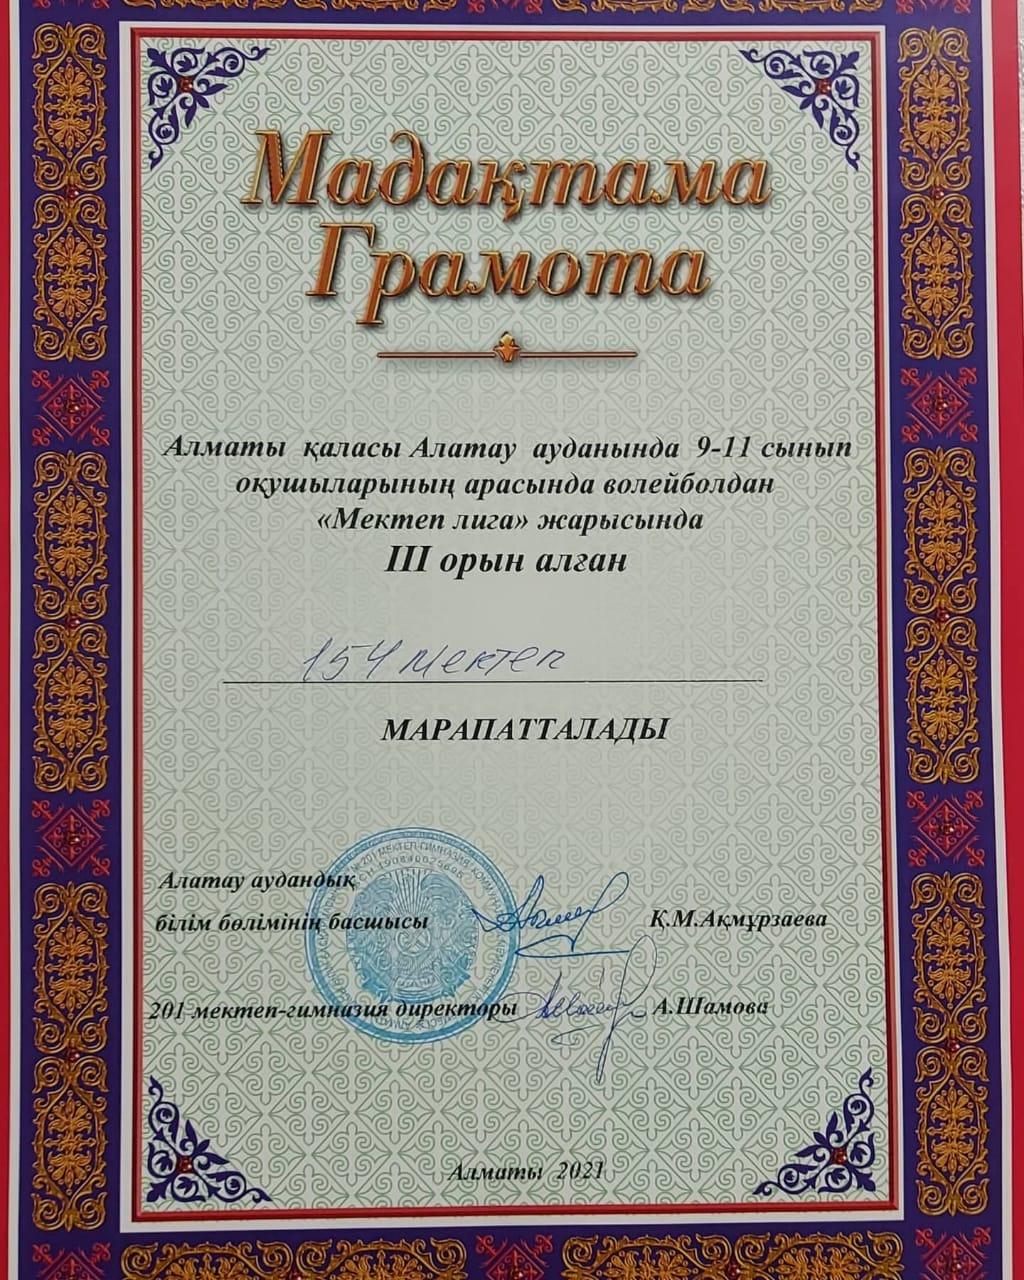 Мадақтама
Грамота
Алматы қаласы Алатау ауданында 9-11 сынып
оқушыларының арасында волейболдан
«Мектеп лига» жарысында
III орын алған
154 мектеп
МАРАПАТТАЛАДЫ
Алатау аудандық
білім бөлімінің басшысы Қ.М.Ақмұрзаева
201 мектеп-гимназия директоры А.Шамова
Алматы 2021